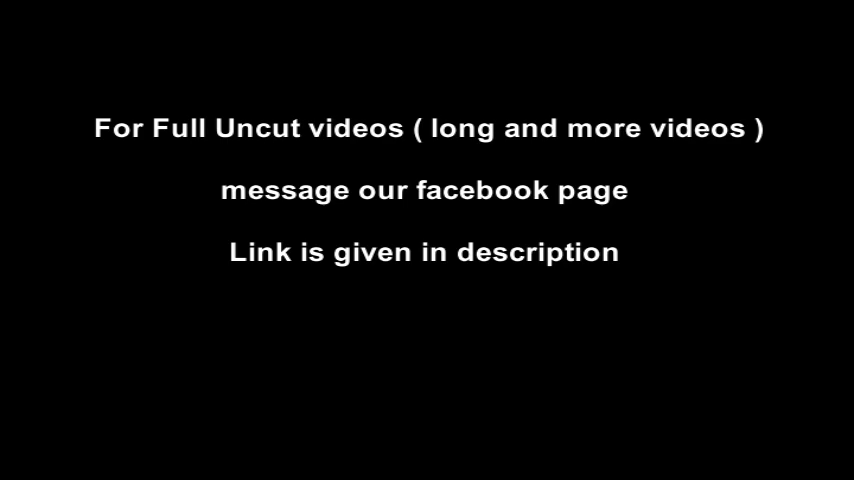 For Full Uncut videos ( long and more videos )
message our facebook page
Link is given in description